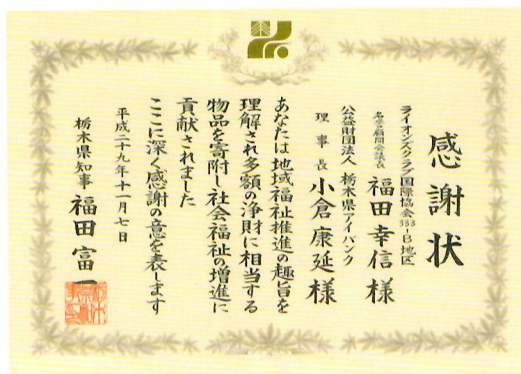 感謝状
ライオンズクラブ国際協会333-B地区
名誉顧問会議長 福田幸信様
公益財団法人 栃木県アイバンク
理事長 小倉康延様
あなたは地域福祉推進の趣旨を
理解され多額の浄財に相当する
物品を寄附し社会福祉の増進に
貢献されました
ここに深く感謝の意を表します
平成二十九年十一月七日
栃木県知事 福田富一